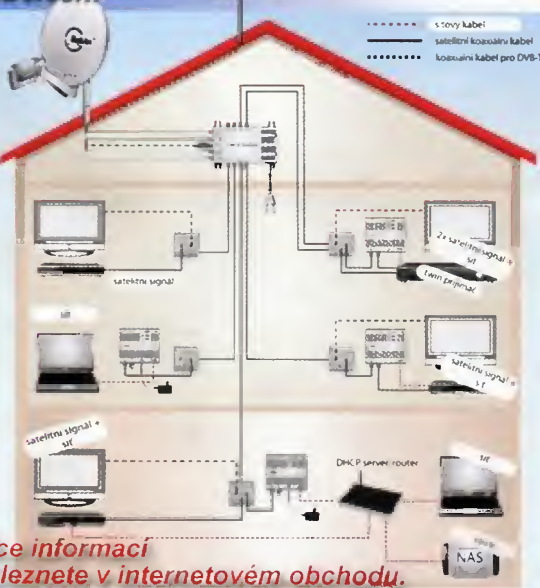 síťový kabel
satelitní koaxiální kabel
koaxiální kabel pro DVB-T
satelitní signál
2x satelitní signál +
síť
twin přijímač
síť
satelitní signál +
síť
satelitní signál +
síť
DHCP server router
síť
NAS
ce informací
leznete v internetovém obchodu.